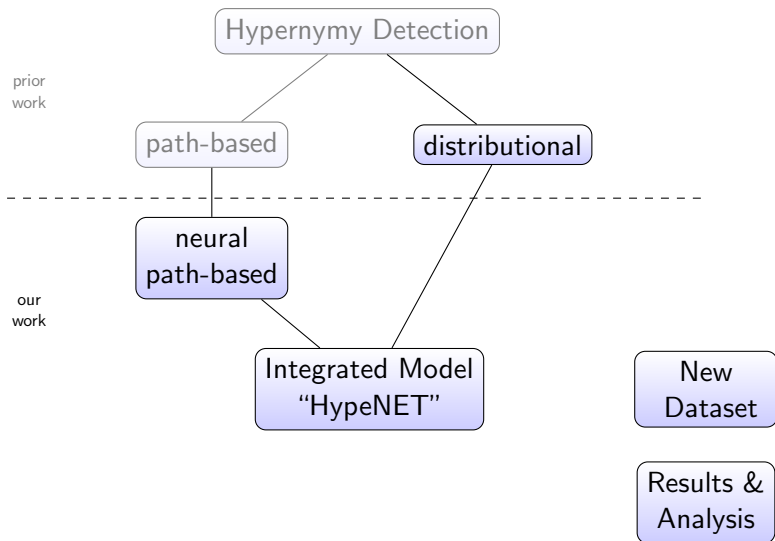 Hypernymy Detection
prior
work
path-based
distributional
neural
path-based
our
work
Integrated Model
“HypeNET”
New
Dataset
Results &
Analysis